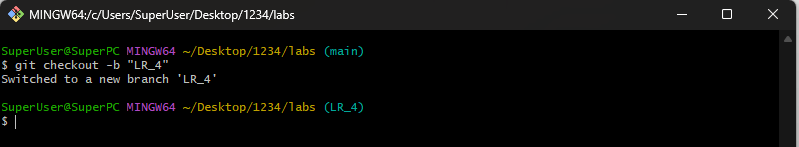 MINGW64:/c/Users/SuperUser/Desktop/1234/labs
SuperUser@SuperPC MINGW64 ~/Desktop/1234/labs (main)
$ git checkout -b "LR_4"
Switched to a new branch 'LR_4'
SuperUser@SuperPC MINGW64 ~/Desktop/1234/labs (LR_4)
$